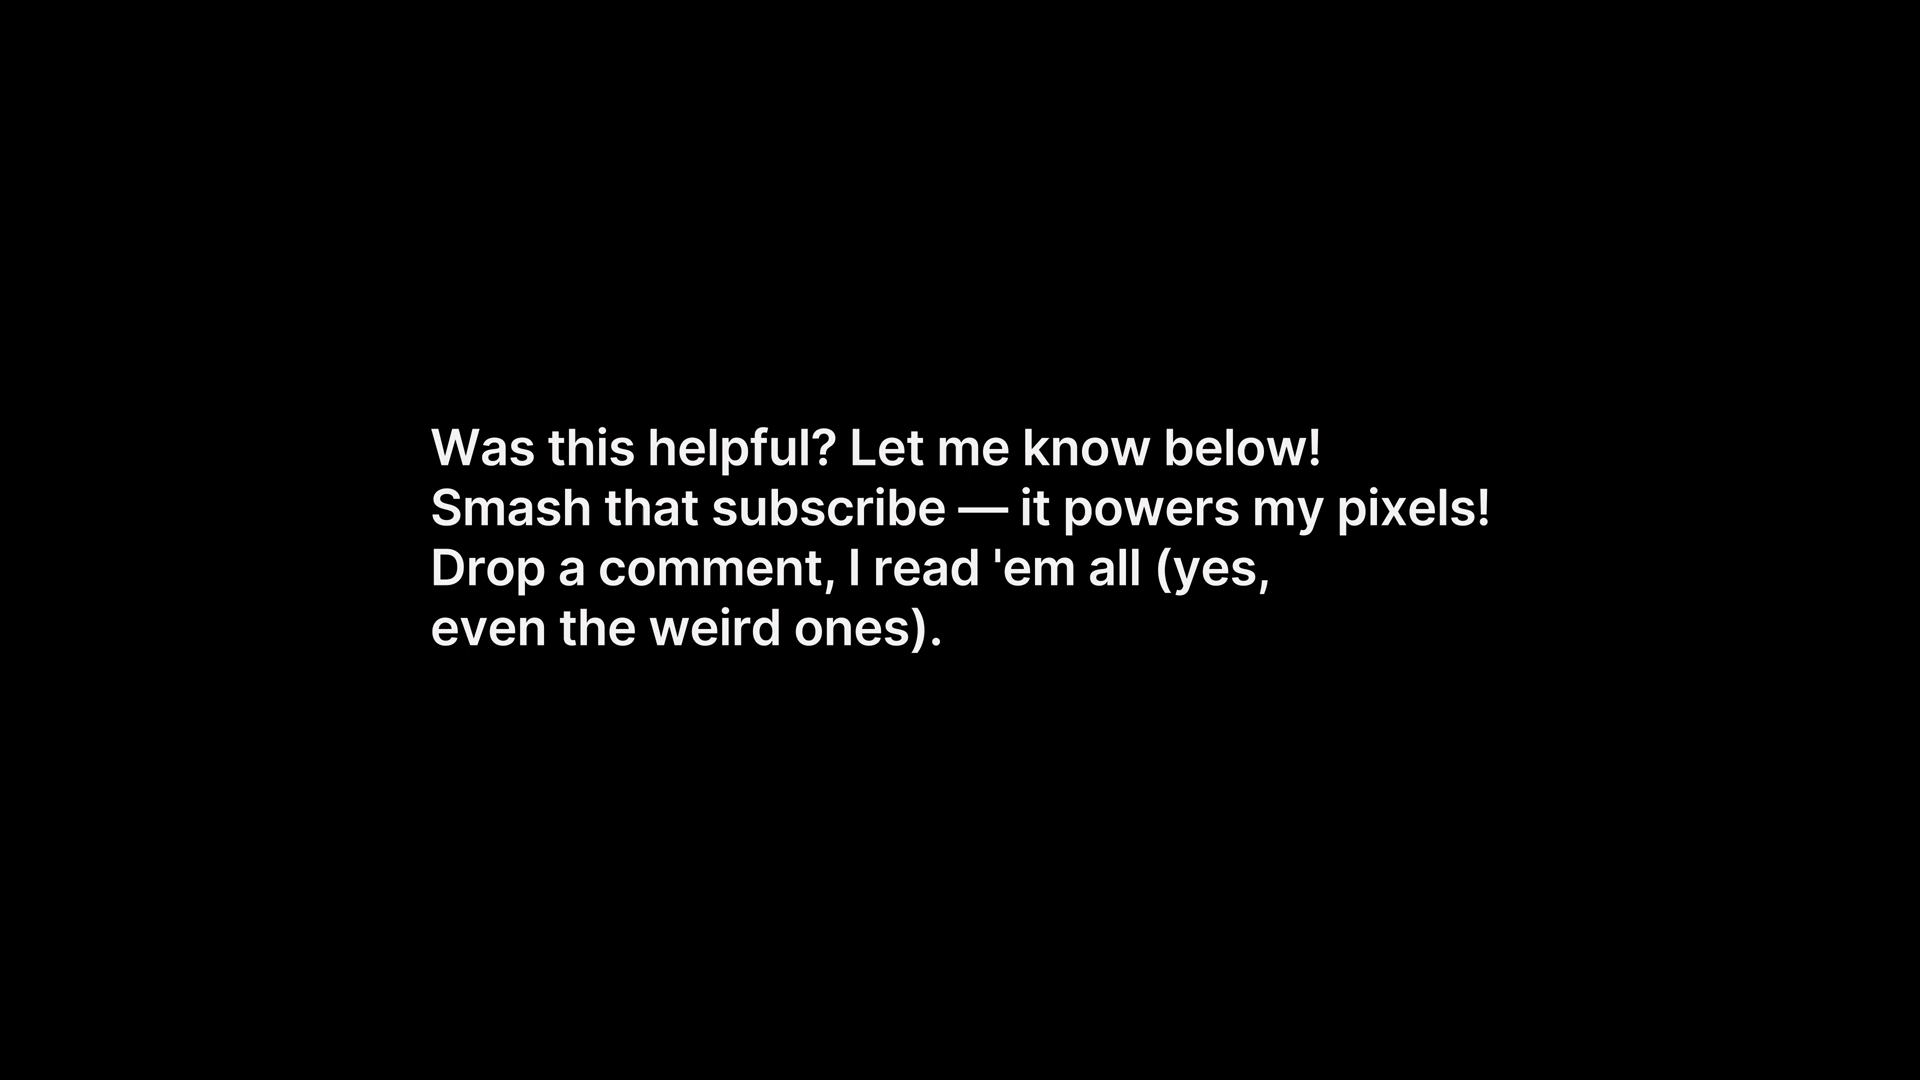 Was this helpful? Let me know below!
Smash that subscribe — it powers my pixels!
Drop a comment, I read 'em all (yes,
even the weird ones).